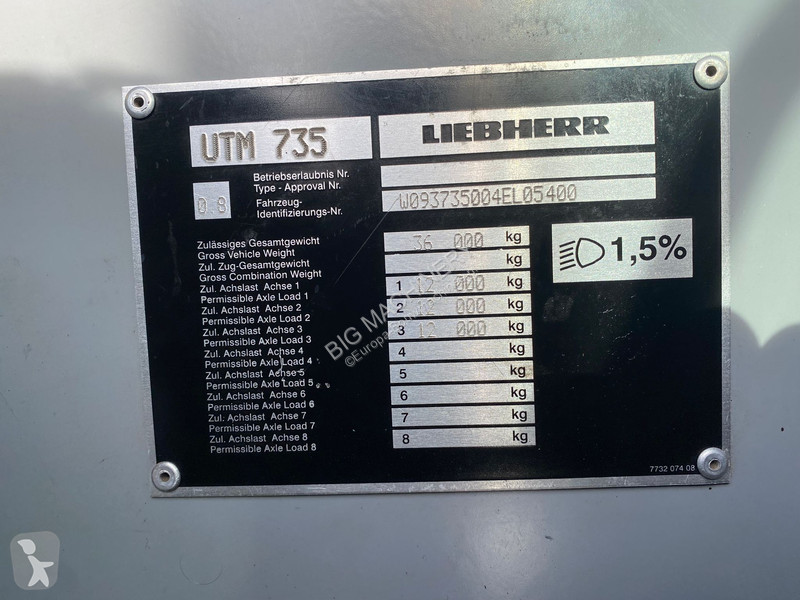 UTM 735
LIEBHERR
Betriebserlaubnis Nr.
Type - Approval Nr.
0.8
Fahrzeug-
Identifizierungs-Nr.
W093735004EL05400
Zulässiges Gesamtgewicht
Gross Vehicle Weight
36 000 kg
Zul. Zug-Gesamtgewicht
Gross Combination Weight
kg
Zul. Achslast Achse 1
Permissible Axle Load 1
1 12 000 kg
Zul. Achslast Achse 2
Permissible Axle Load 2
2 12 000 kg
Zul. Achslast Achse 3
Permissible Axle Load 3
3 12 000 kg
Zul. Achslast Achse 4
Permissible Axle Load 4
4 kg
Zul. Achslast Achse 5
Permissible Axle Load 5
5 kg
Zul. Achslast Achse 6
Permissible Axle Load 6
6 kg
Zul. Achslast Achse 7
Permissible Axle Load 7
7 kg
Zul. Achslast Achse 8
Permissible Axle Load 8
8 kg
1,5%
7732 074 08
BIG MACHINERY